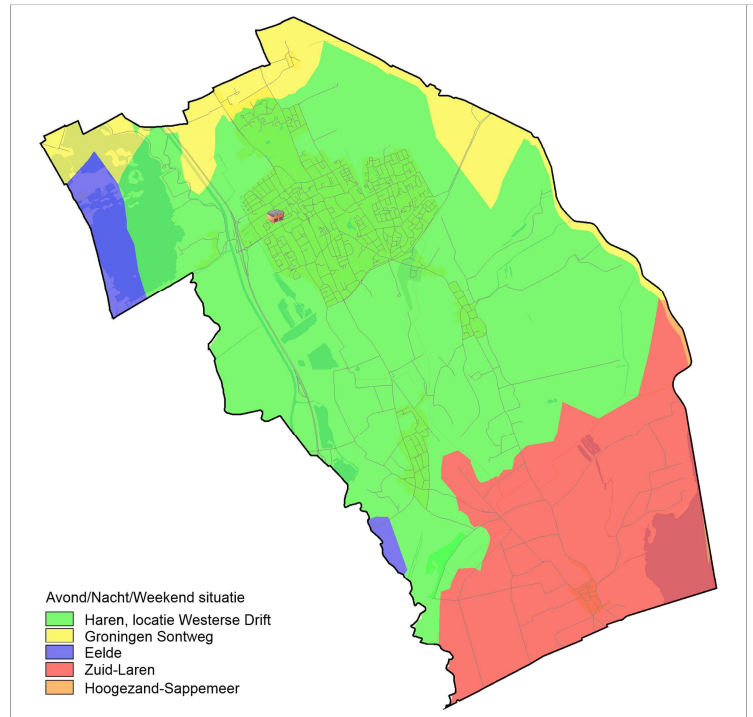 Avond/Nacht/Weekend situatie
Haren, locatie Westerse Drift
Groningen Sontweg
Eelde
Zuid-Laren
Hoogezand-Sappemeer